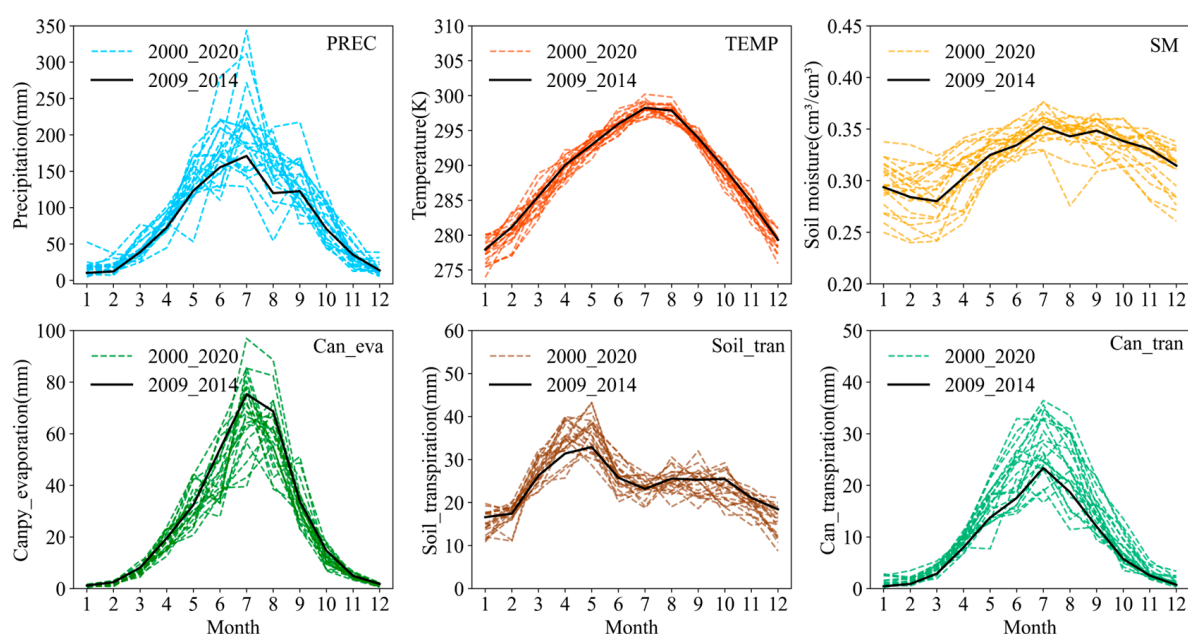 PREC
2000_2020
2009_2014
Precipitation(mm)
350
300
250
200
150
100
50
0
1 2 3 4 5 6 7 8 9 10 11 12
TEMP
2000_2020
2009_2014
Temperature(K)
300
295
290
285
280
275
1 2 3 4 5 6 7 8 9 10 11 12
SM
2000_2020
2009_2014
Soil moisture(cm³/cm³)
0.45
0.40
0.35
0.30
0.25
0.20
1 2 3 4 5 6 7 8 9 10 11 12
Can_eva
2000_2020
2009_2014
Canpy_evaporation(mm)
100
80
60
40
20
0
1 2 3 4 5 6 7 8 9 10 11 12
Month
Soil_tran
2000_2020
2009_2014
Soil_transpiration(mm)
60
50
40
30
20
10
0
1 2 3 4 5 6 7 8 9 10 11 12
Month
Can_tran
2000_2020
2009_2014
Can_transpiration(mm)
50
40
30
20
10
0
1 2 3 4 5 6 7 8 9 10 11 12
Month